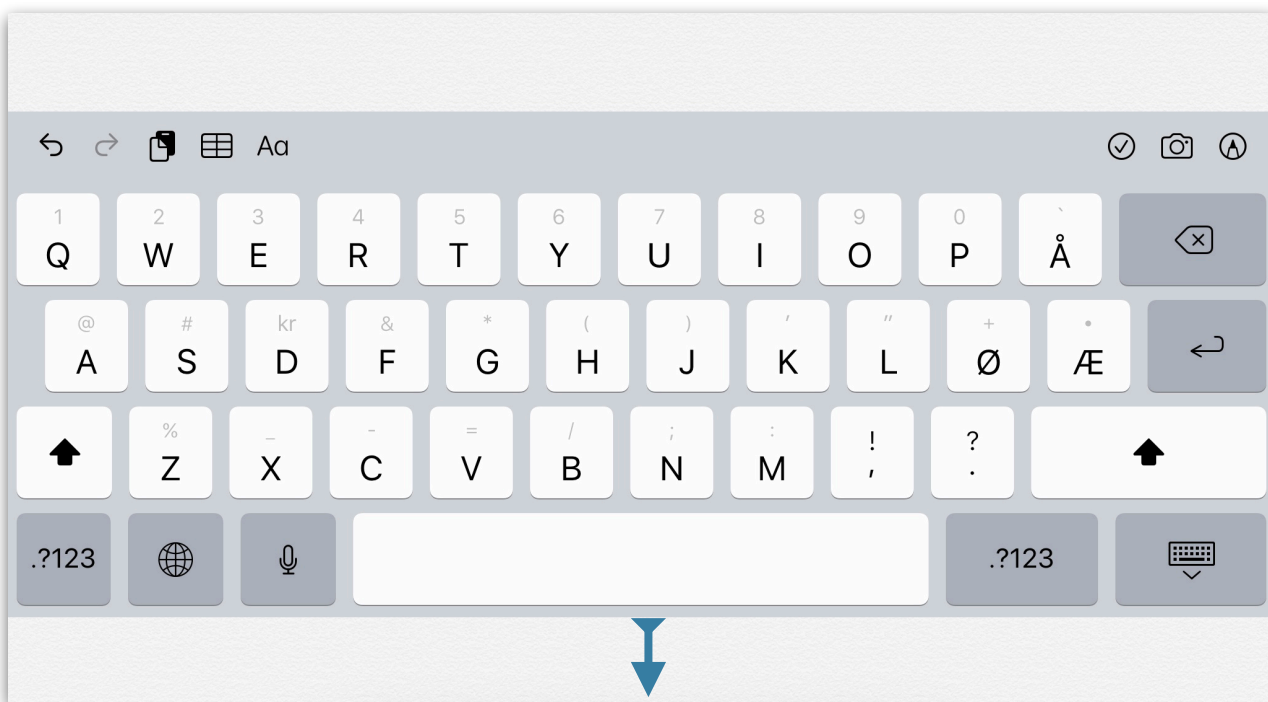 Aa
1 2 3 4 5 6 7 8 9 0 `
Q W E R T Y U I O P Å
@ # kr & * ( ) ' " + •
A S D F G H J K L Ø Æ
% _ - = / ; : ! ?
Z X C V B N M , .
.?123 .?123